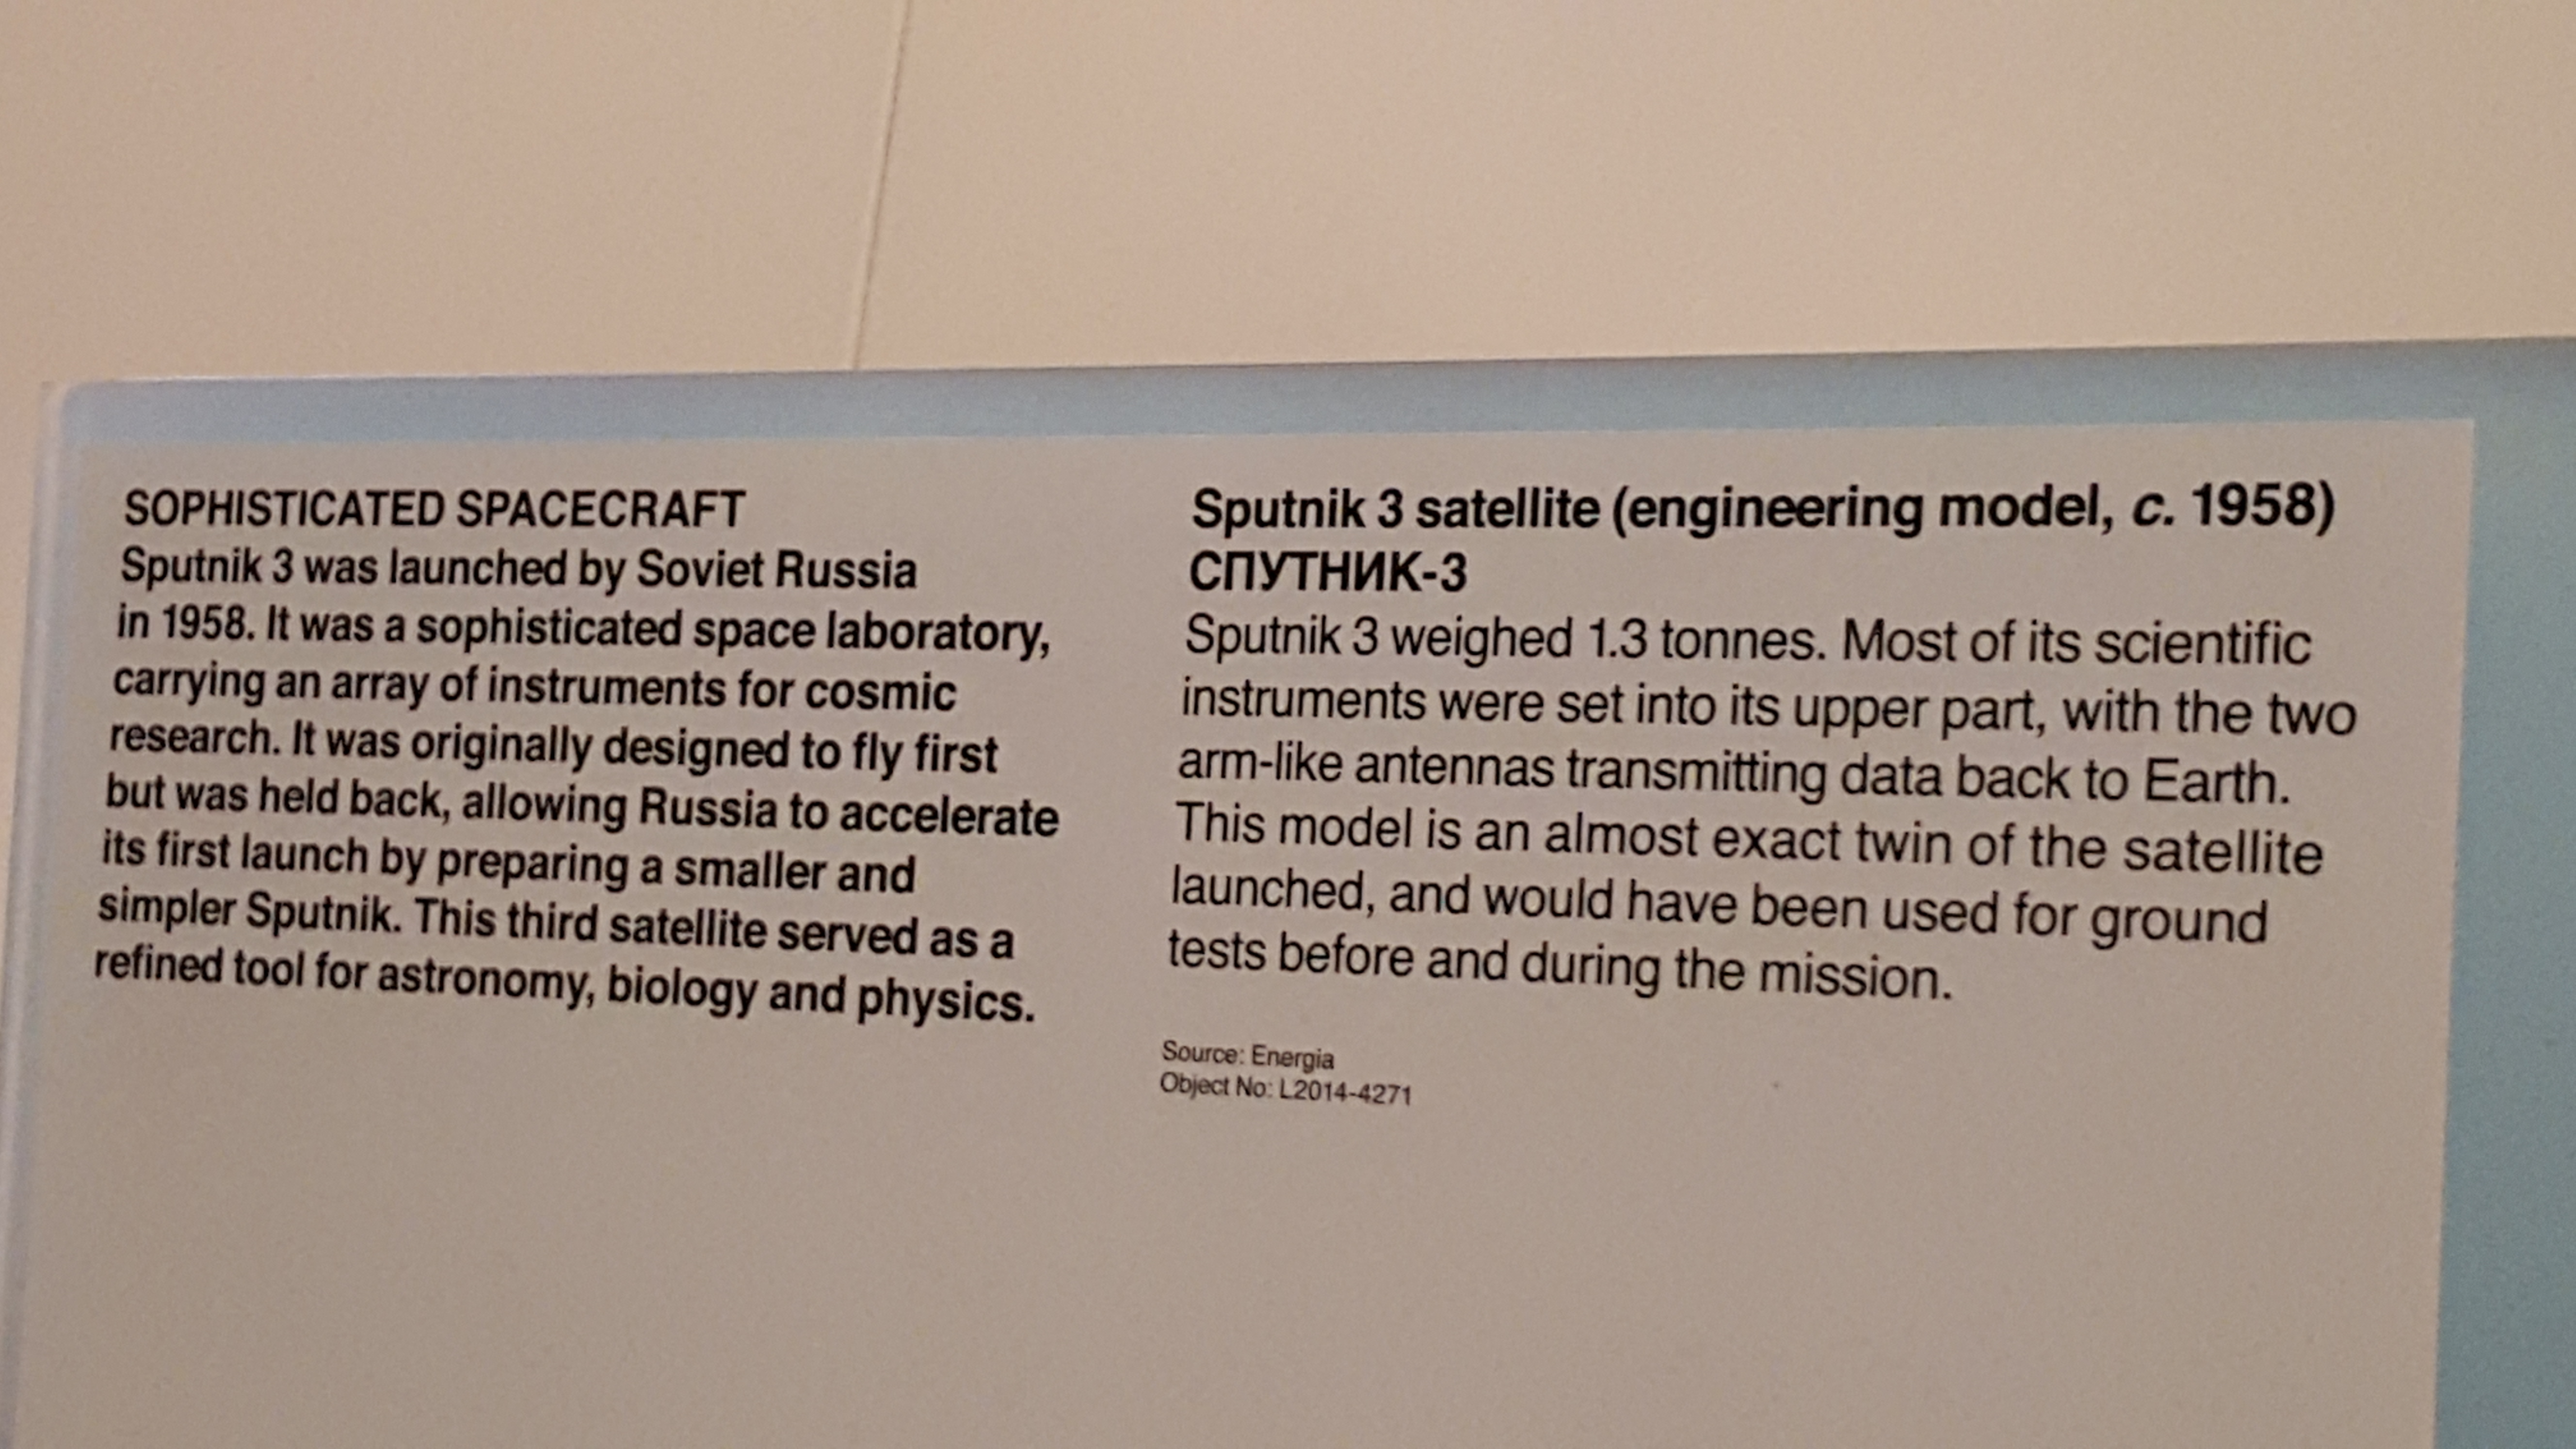 SOPHISTICATED SPACECRAFT
Sputnik 3 was launched by Soviet Russia
in 1958. It was a sophisticated space laboratory,
carrying an array of instruments for cosmic
research. It was originally designed to fly first
but was held back, allowing Russia to accelerate
its first launch by preparing a smaller and
simpler Sputnik. This third satellite served as a
refined tool for astronomy, biology and physics.
Sputnik 3 satellite (engineering model, c. 1958)
СПУТНИК-3
Sputnik 3 weighed 1.3 tonnes. Most of its scientific
instruments were set into its upper part, with the two
arm-like antennas transmitting data back to Earth.
This model is an almost exact twin of the satellite
launched, and would have been used for ground
tests before and during the mission.
Source: Energia
Object No: L2014-4271